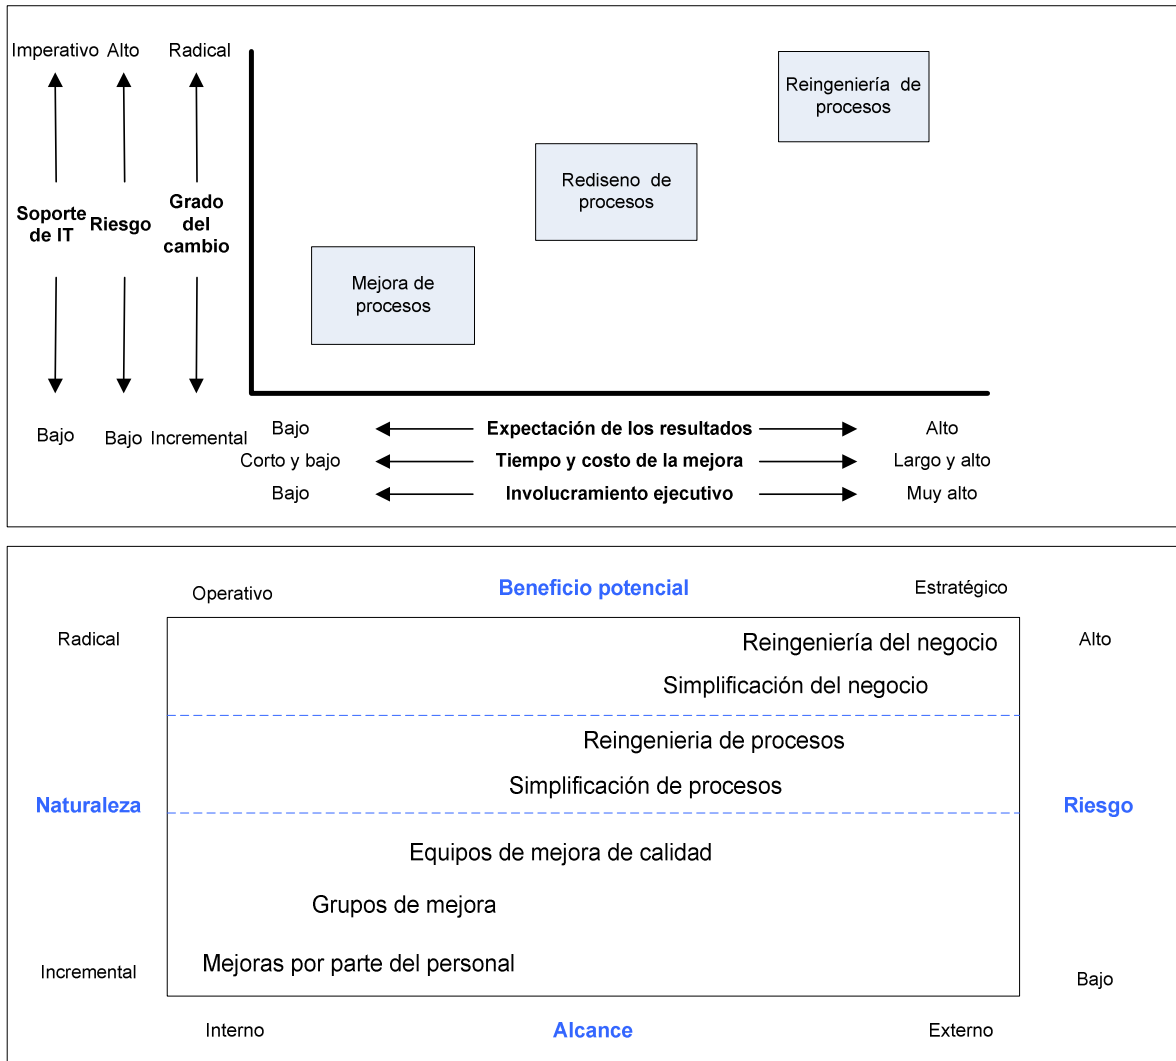 Imperativo Alto Radical
Reingeniería de
procesos
Rediseno de
procesos
Soporte
de IT
Riesgo
Grado
del
cambio
Mejora de
procesos
Bajo Bajo Incremental
Bajo Expectación de los resultados Alto
Corto y bajo Tiempo y costo de la mejora Largo y alto
Bajo Involucramiento ejecutivo Muy alto
Operativo Beneficio potencial Estratégico
Radical Reingeniería del negocio Alto
Simplificación del negocio
Reingenieria de procesos
Simplificación de procesos
Naturaleza Riesgo
Equipos de mejora de calidad
Grupos de mejora
Mejoras por parte del personal
Incremental Bajo
Interno Alcance Externo